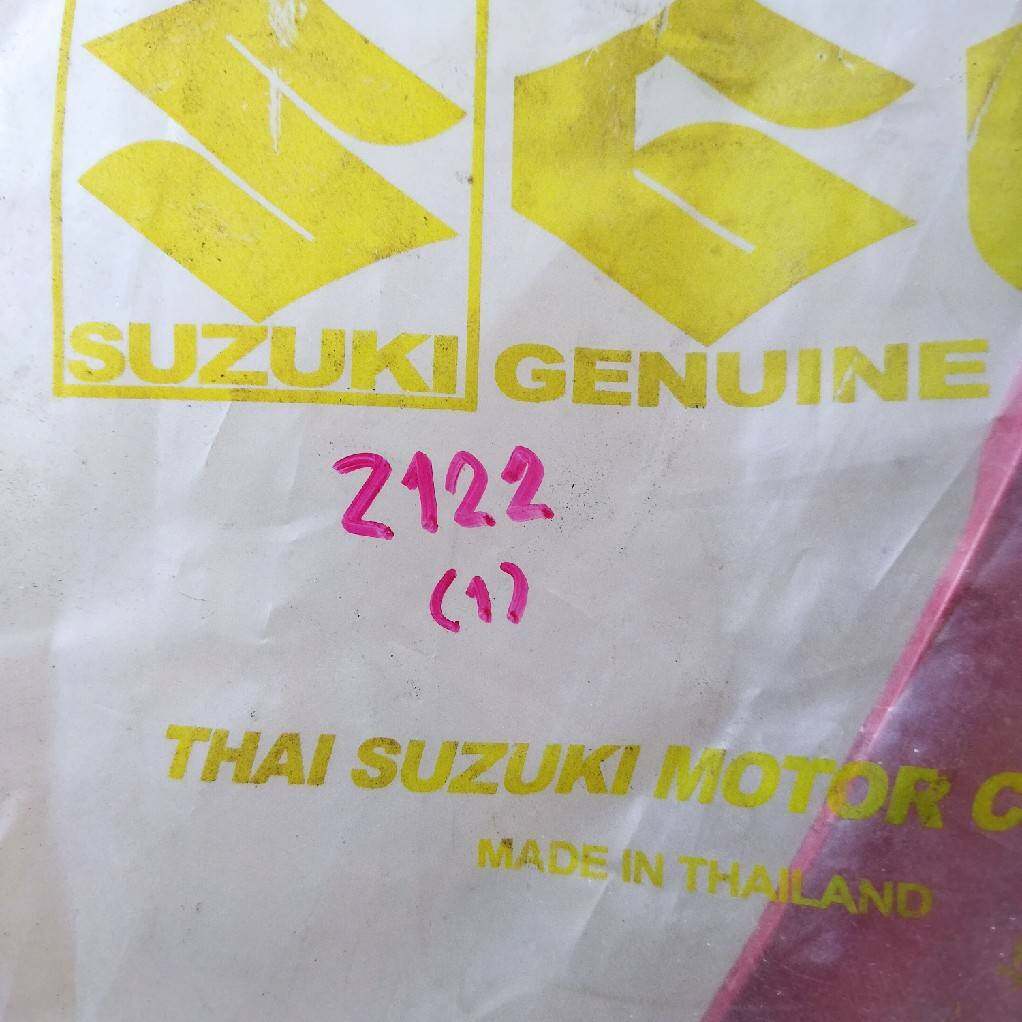 SUZUKI GENUINE
2122
(1)
THAI SUZUKI MOTOR C
MADE IN THAILAND